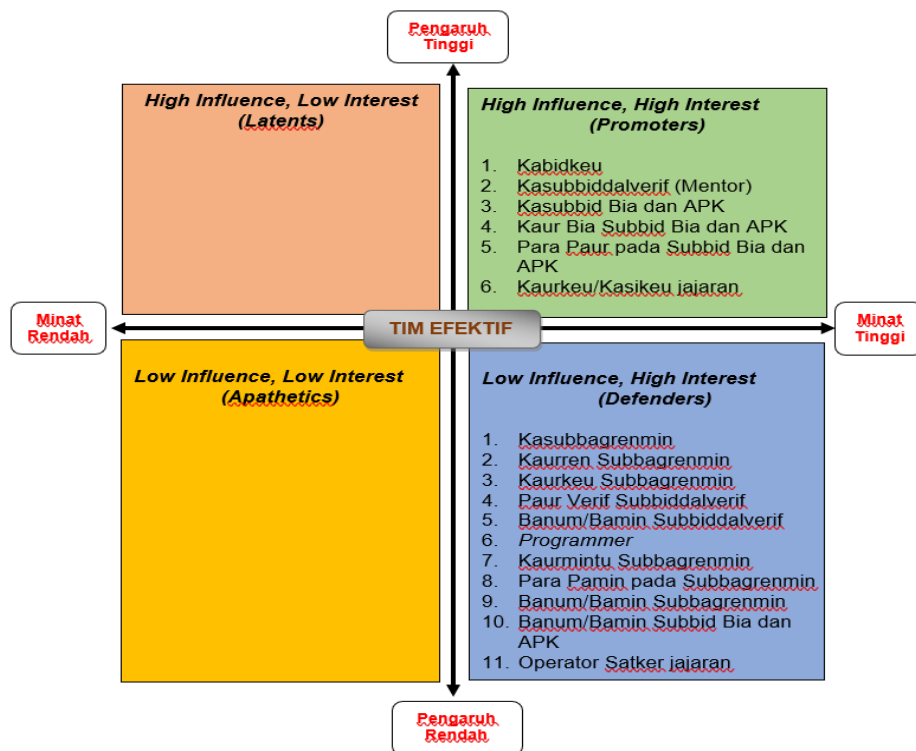 Pengaruh
Tinggi
High Influence, Low Interest
(Latents)
High Influence, High Interest
(Promoters)
1. Kabidkeu
2. Kasubbiddalverif (Mentor)
3. Kasubbid Bia dan APK
4. Kaur Bia Subbid Bia dan APK
5. Para Paur pada Subbid Bia dan
APK
6. Kaurkeu/Kasikeu jajaran
Minat
Rendah
TIM EFEKTIF
Minat
Tinggi
Low Influence, Low Interest
(Apathetics)
Low Influence, High Interest
(Defenders)
1. Kasubbagrenmin
2. Kaurren Subbagrenmin
3. Kaurkeu Subbagrenmin
4. Paur Verif Subbiddalverif
5. Banum/Bamin Subbiddalverif
6. Programmer
7. Kaurmintu Subbagrenmin
8. Para Pamin pada Subbagrenmin
9. Banum/Bamin Subbagrenmin
10. Banum/Bamin Subbid Bia dan
APK
11. Operator Satker jajaran
Pengaruh
Rendah